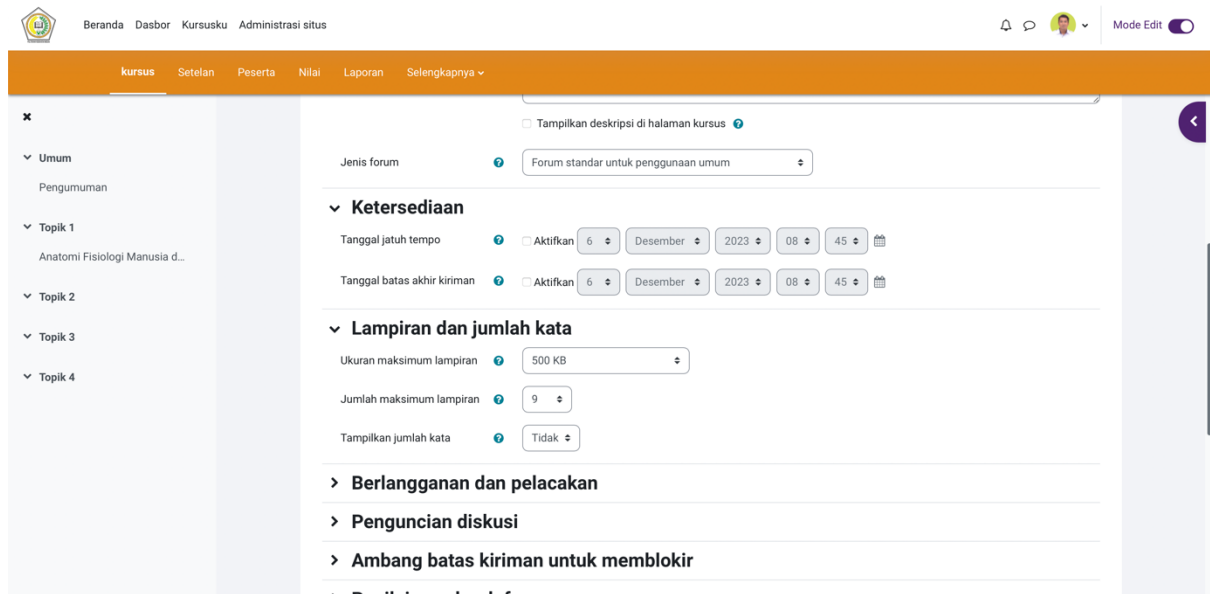 Beranda Dasbor Kursusku Administrasi situs Mode Edit
kursus Setelan Peserta Nilai Laporan Selengkapnya
Umum
Pengumuman
Topik 1
Anatomi Fisiologi Manusia d...
Topik 2
Topik 3
Topik 4
Tampilkan deskripsi di halaman kursus
Jenis forum Forum standar untuk penggunaan umum
Ketersediaan
Tanggal jatuh tempo Aktifkan 6 Desember 2023 08 45
Tanggal batas akhir kiriman Aktifkan 6 Desember 2023 08 45
Lampiran dan jumlah kata
Ukuran maksimum lampiran 500 KB
Jumlah maksimum lampiran 9
Tampilkan jumlah kata Tidak
Berlangganan dan pelacakan
Penguncian diskusi
Ambang batas kiriman untuk memblokir